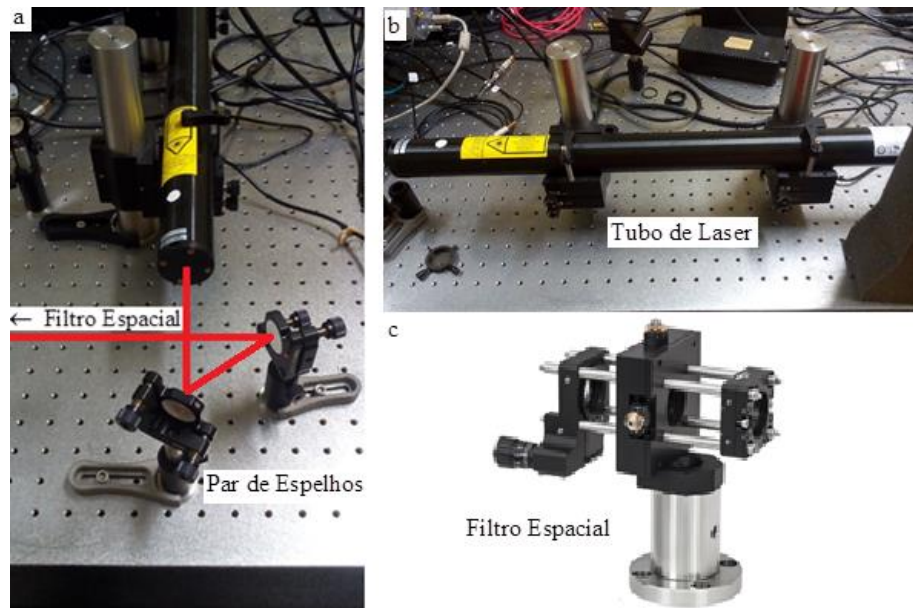 a
← Filtro Espacial
Par de Espelhos
b
Tubo de Laser
c
Filtro Espacial